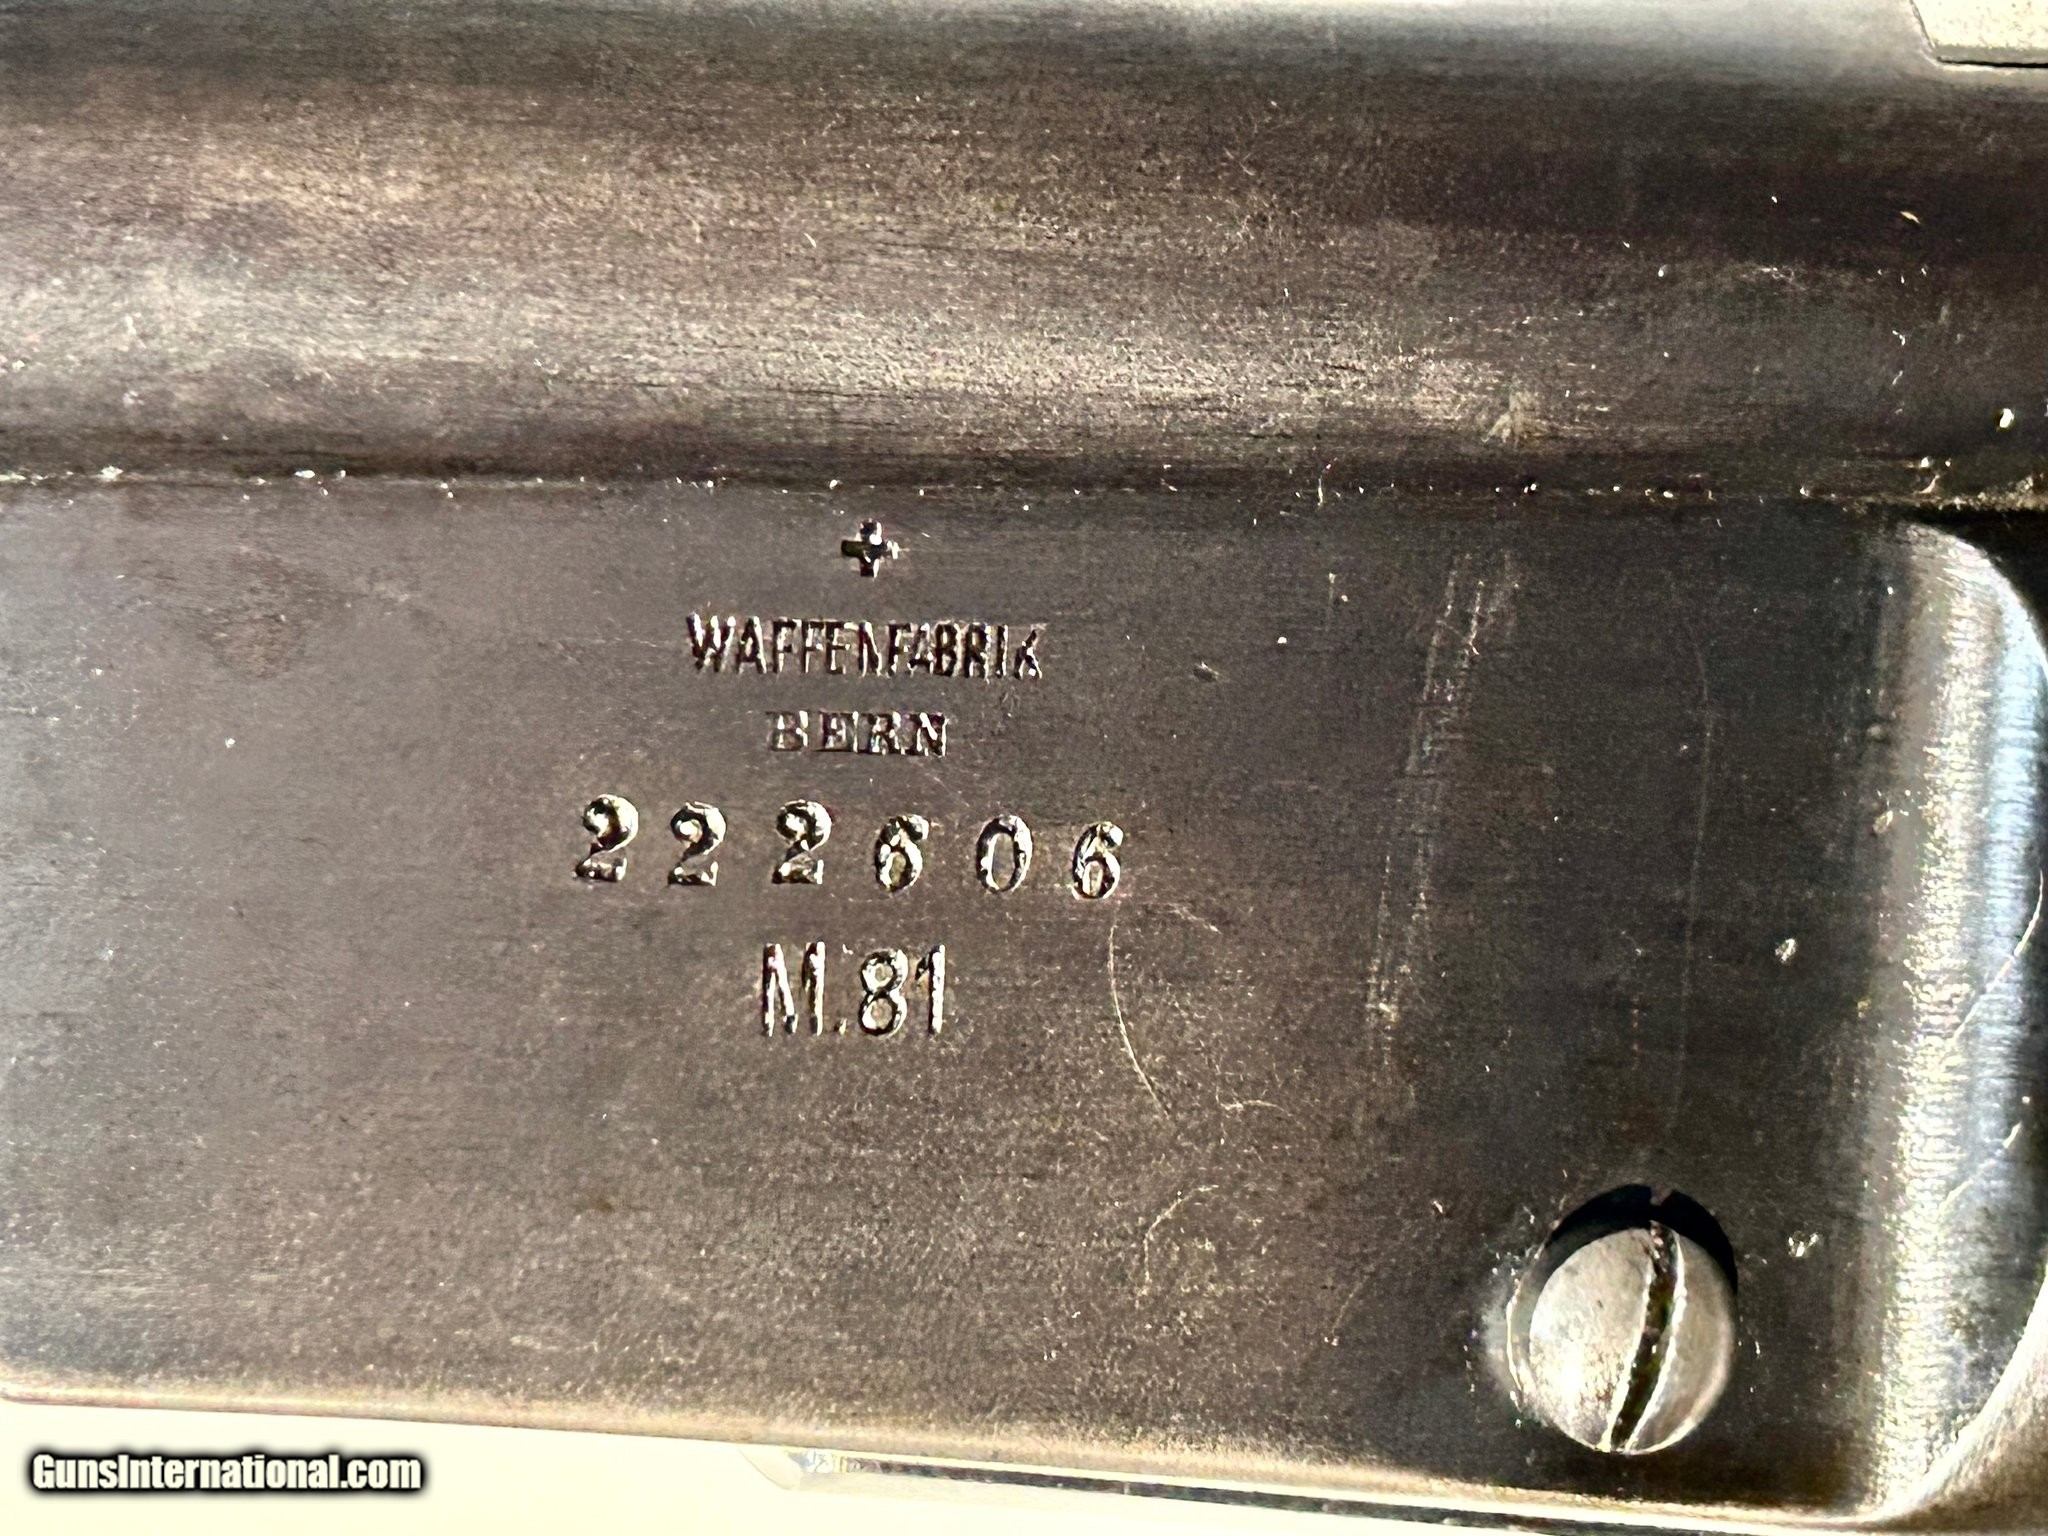 WAFFENFABRIK
BERN
222606
M.81
GunsInternational.com